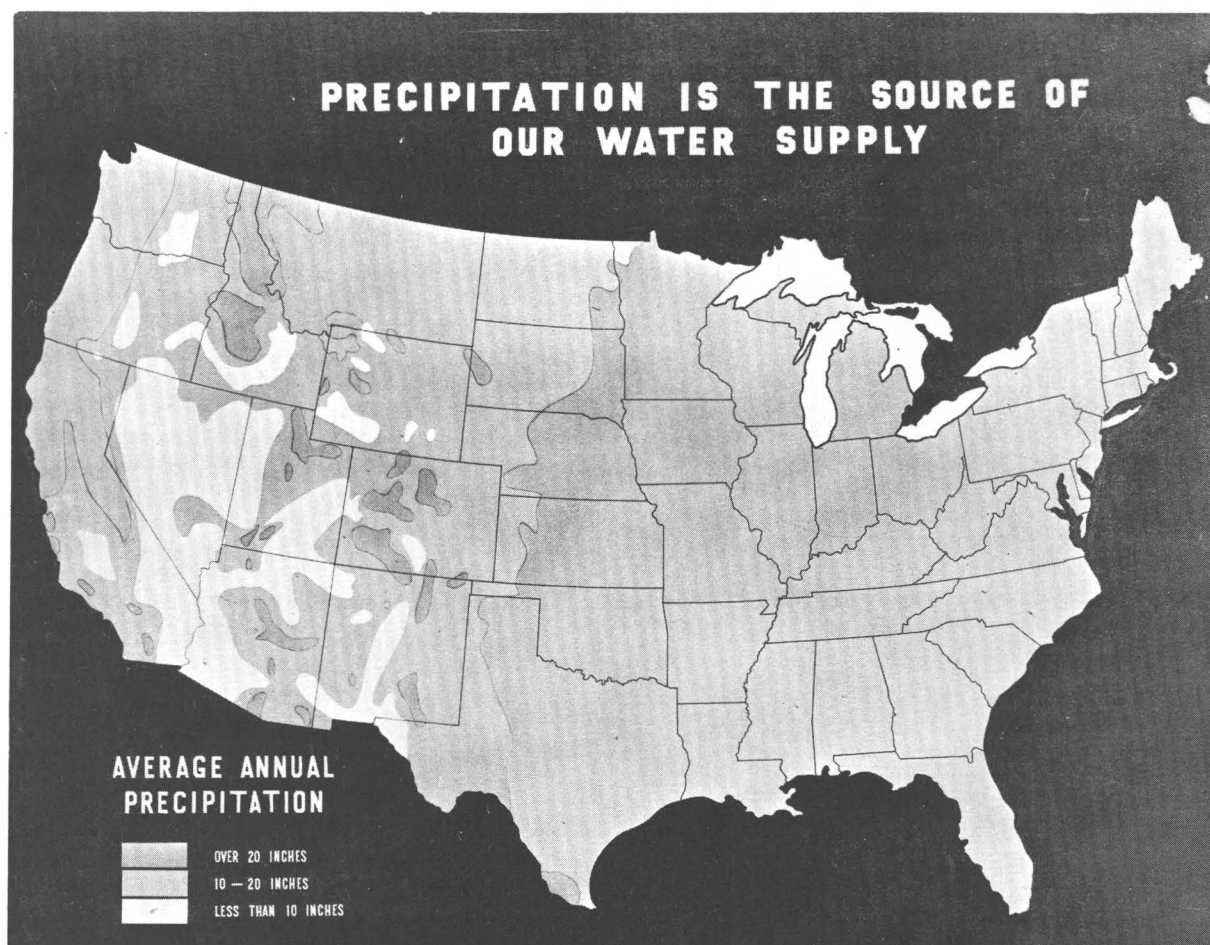 PRECIPITATION IS THE SOURCE OF
OUR WATER SUPPLY
AVERAGE ANNUAL
PRECIPITATION
OVER 20 INCHES
10 — 20 INCHES
LESS THAN 10 INCHES